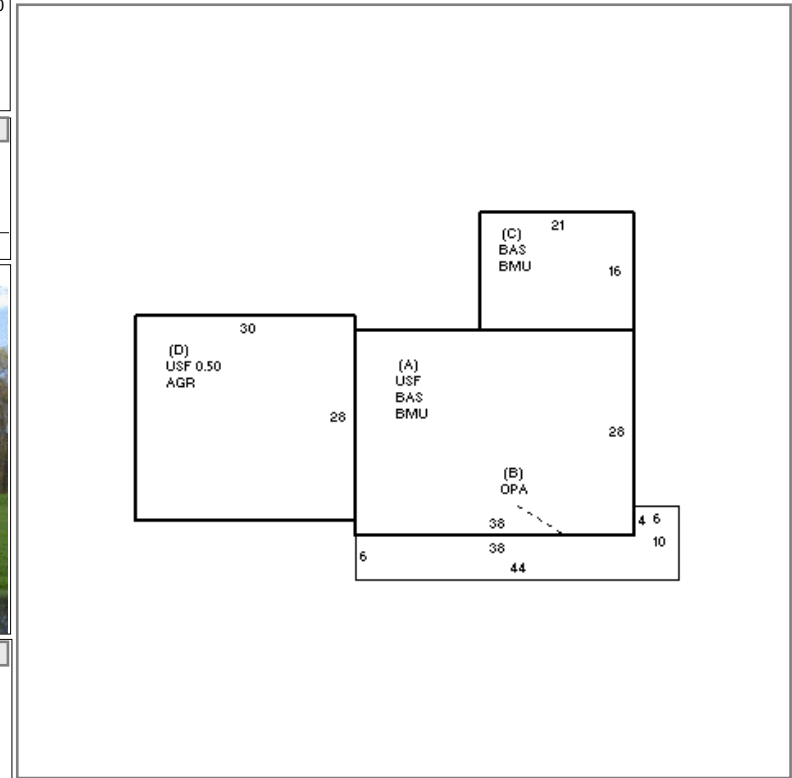 21
(C)
BAS
BMU
16
30
(D)
USF 0.50
AGR
28
(A)
USF
BAS
BMU
28
(B)
OPA
38
4 6
10
38
6
44